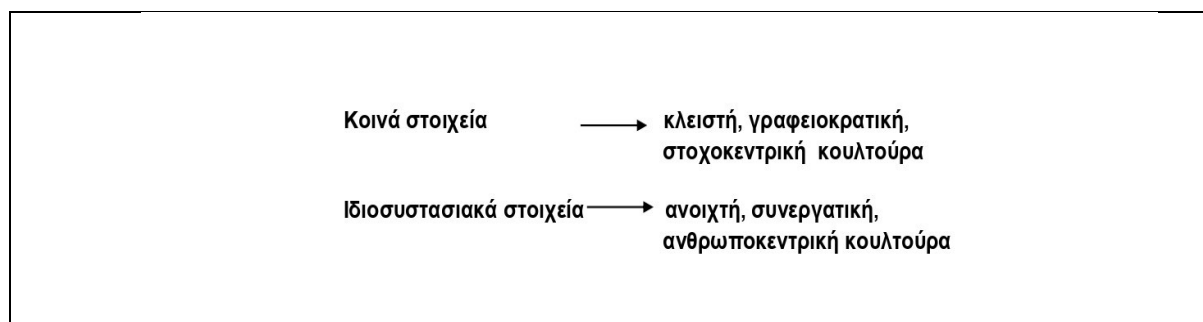 Κοινά στοιχεία κλειστή, γραφειοκρατική,
στοχοκεντρική κουλτούρα
Ιδιοσυστασιακά στοιχεία ανοιχτή, συνεργατική,
ανθρωποκεντρική κουλτούρα